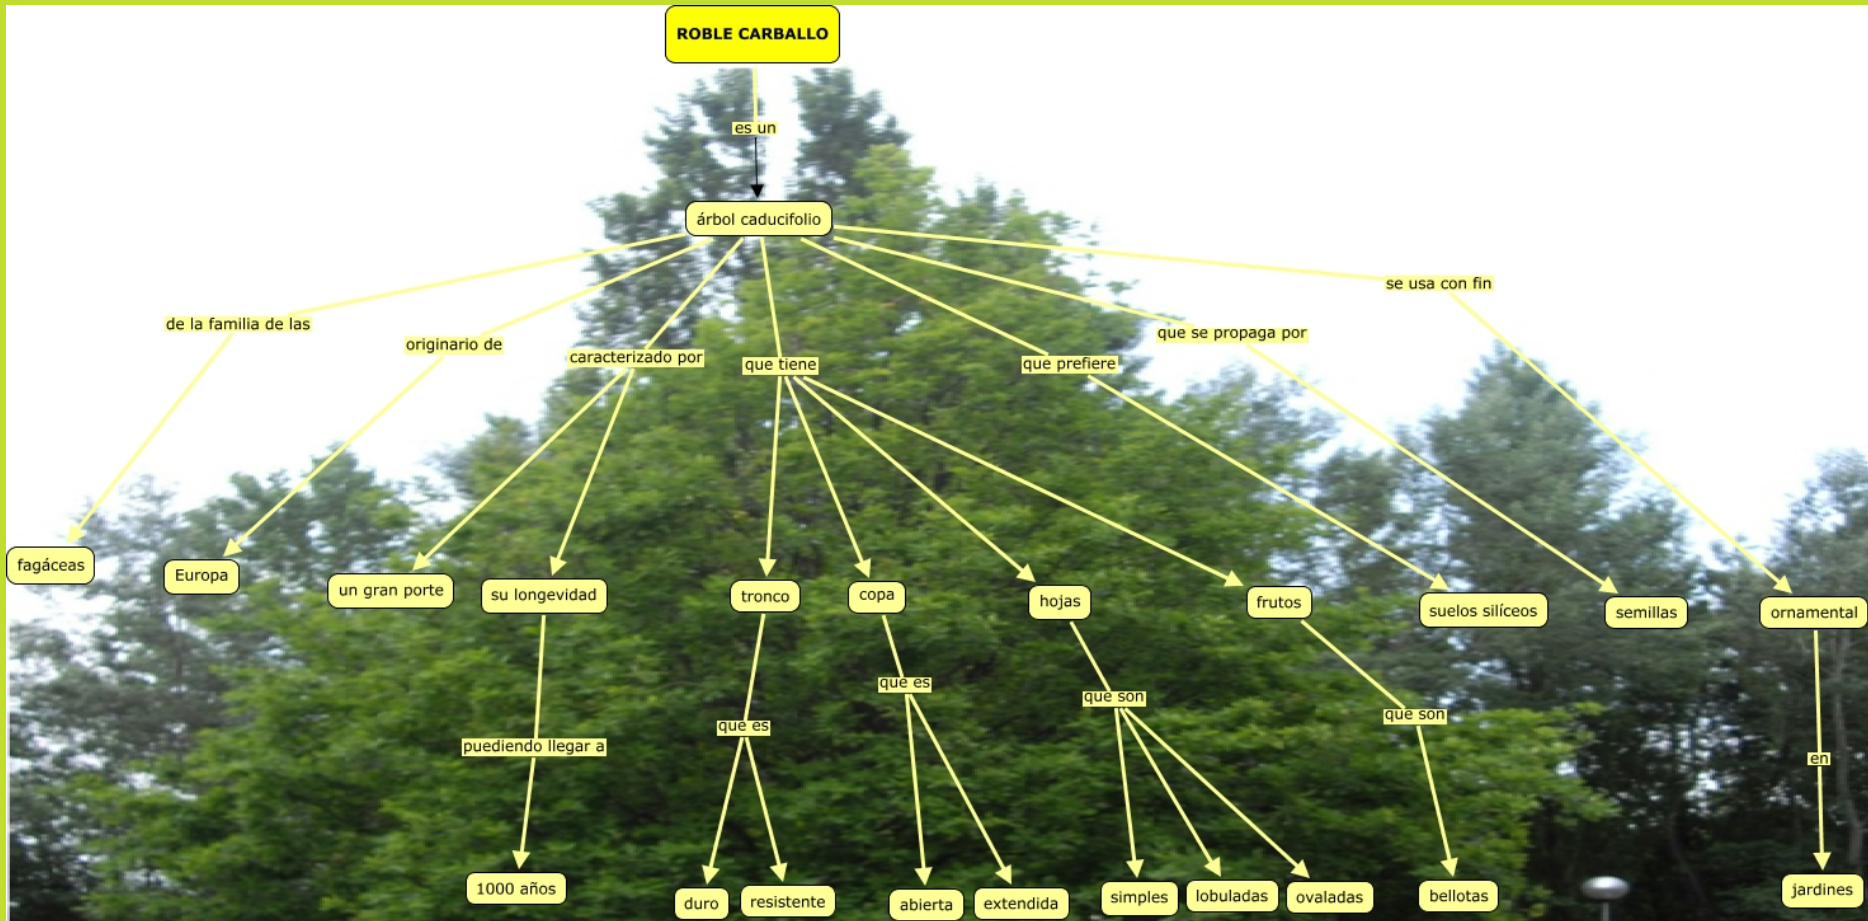 ROBLE CARBALLO
es un
árbol caducifolio
se usa con fin
de la familia de las
que se propaga por
originario de
caracterizado por
que tiene
que prefiere
fagáceas
Europa
un gran porte
su longevidad
tronco
copa
hojas
frutos
suelos silíceos
semillas
ornamental
que es
que son
que son
que es
puediendo llegar a
en
1000 años
duro
resistente
abierta
extendida
simples
lobuladas
ovaladas
bellotas
jardines